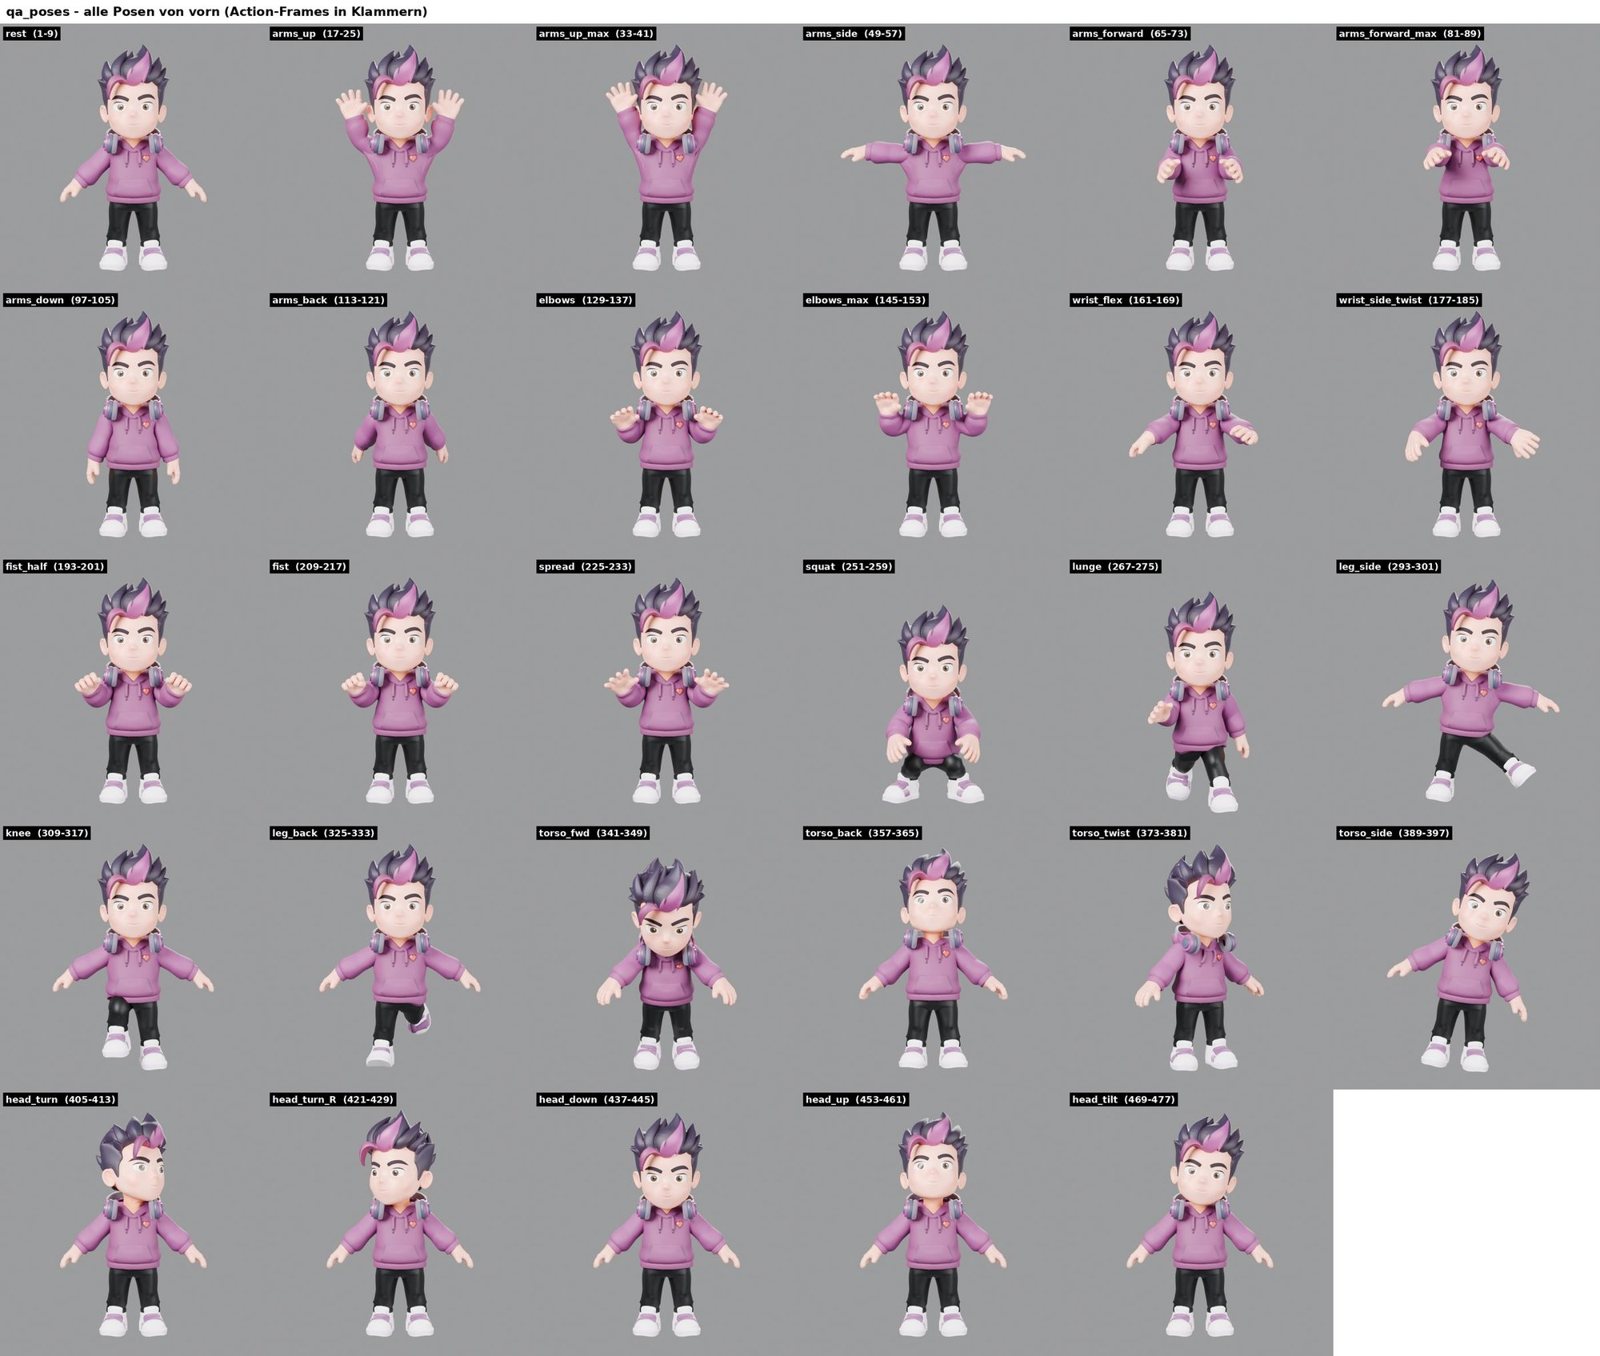 qa_poses - alle Posen von vorn (Action-Frames in Klammern)
rest (1-9)
arms_up (17-25)
arms_up_max (33-41)
arms_side (49-57)
arms_forward (65-73)
arms_forward_max (81-89)
arms_down (97-105)
arms_back (113-121)
elbows (129-137)
elbows_max (145-153)
wrist_flex (161-169)
wrist_side_twist (177-185)
fist_half (193-201)
fist (209-217)
spread (225-233)
squat (251-259)
lunge (267-275)
leg_side (293-301)
knee (309-317)
leg_back (325-333)
torso_fwd (341-349)
torso_back (357-365)
torso_twist (373-381)
torso_side (389-397)
head_turn (405-413)
head_turn_R (421-429)
head_down (437-445)
head_up (453-461)
head_tilt (469-477)